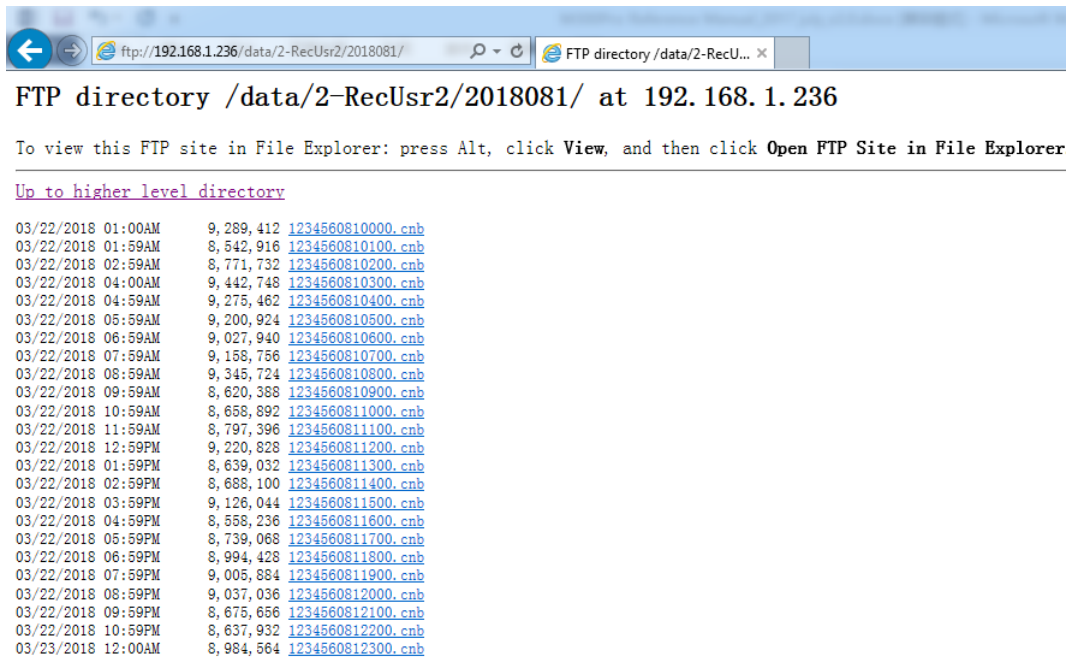 ftp://192.168.1.236/data/2-RecUsr2/2018081/
FTP directory /data/2-RecU...
FTP directory /data/2-RecUsr2/2018081/ at 192.168.1.236
To view this FTP site in File Explorer: press Alt, click View, and then click Open FTP Site in File Explorer
Up to higher level directory
03/22/2018 01:00AM 9,289,412 1234560810000.cnb
03/22/2018 01:59AM 8,542,916 1234560810100.cnb
03/22/2018 02:59AM 8,771,732 1234560810200.cnb
03/22/2018 04:00AM 9,442,748 1234560810300.cnb
03/22/2018 04:59AM 9,275,462 1234560810400.cnb
03/22/2018 05:59AM 9,200,924 1234560810500.cnb
03/22/2018 06:59AM 9,027,940 1234560810600.cnb
03/22/2018 07:59AM 9,158,756 1234560810700.cnb
03/22/2018 08:59AM 9,345,724 1234560810800.cnb
03/22/2018 09:59AM 8,620,388 1234560810900.cnb
03/22/2018 10:59AM 8,658,892 1234560811000.cnb
03/22/2018 11:59AM 8,797,396 1234560811100.cnb
03/22/2018 12:59PM 9,220,828 1234560811200.cnb
03/22/2018 01:59PM 8,639,032 1234560811300.cnb
03/22/2018 02:59PM 8,688,100 1234560811400.cnb
03/22/2018 03:59PM 9,126,044 1234560811500.cnb
03/22/2018 04:59PM 8,558,236 1234560811600.cnb
03/22/2018 05:59PM 8,739,068 1234560811700.cnb
03/22/2018 06:59PM 8,994,428 1234560811800.cnb
03/22/2018 07:59PM 9,005,884 1234560811900.cnb
03/22/2018 08:59PM 9,037,036 1234560812000.cnb
03/22/2018 09:59PM 8,675,656 1234560812100.cnb
03/22/2018 10:59PM 8,637,932 1234560812200.cnb
03/23/2018 12:00AM 8,984,564 1234560812300.cnb